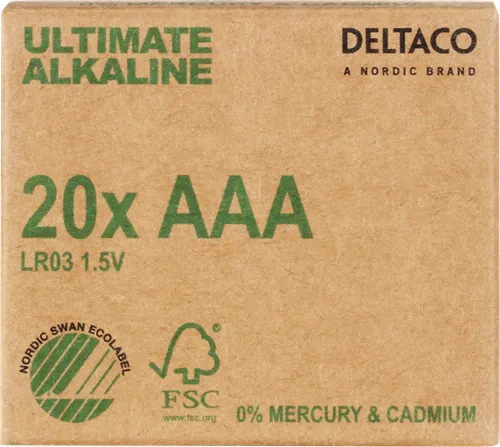 ULTIMATE
ALKALINE
DELTACO
A NORDIC BRAND
20x AAA
LR03 1.5V
NORDIC SWAN ECOLABEL
FSC
www.fsc.org
0% MERCURY & CADMIUM